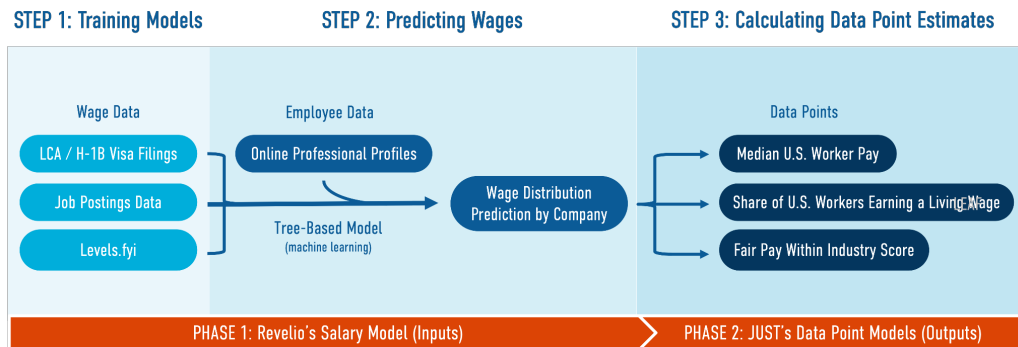 STEP 1: Training Models
STEP 2: Predicting Wages
STEP 3: Calculating Data Point Estimates
Wage Data
LCA / H-1B Visa Filings
Job Postings Data
Levels.fyi
Employee Data
Online Professional Profiles
Tree-Based Model
(machine learning)
Wage Distribution
Prediction by Company
Data Points
Median U.S. Worker Pay
Share of U.S. Workers Earning a Living Wage
Fair Pay Within Industry Score
PHASE 1: Revelio's Salary Model (Inputs)
PHASE 2: JUST's Data Point Models (Outputs)